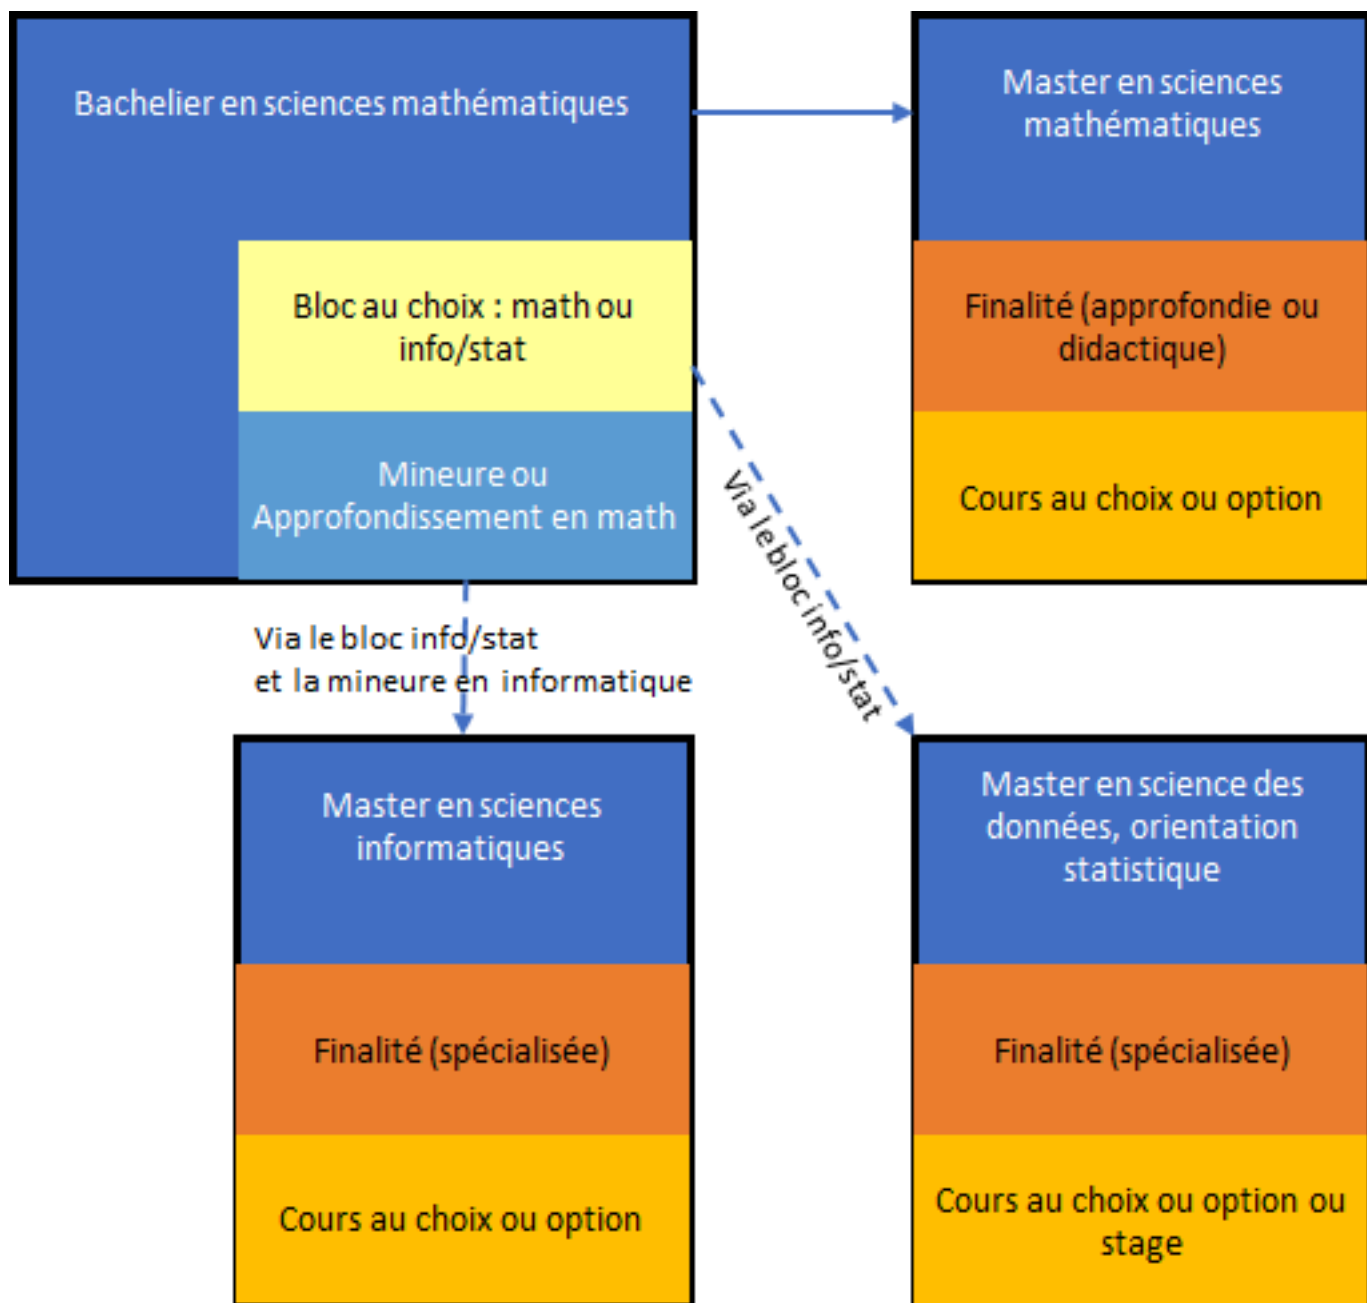 Bachelier en sciences mathématiques
Master en sciences
mathématiques
Bloc au choix : math ou
info/stat
Finalité (approfondie ou
didactique)
Mineure ou
Approfondissement en math
Cours au choix ou option
Via le bloc info/stat
Via le bloc info/stat
et la mineure en informatique
Master en sciences
informatiques
Master en science des
données, orientation
statistique
Finalité (spécialisée)
Finalité (spécialisée)
Cours au choix ou option
Cours au choix ou option ou
stage